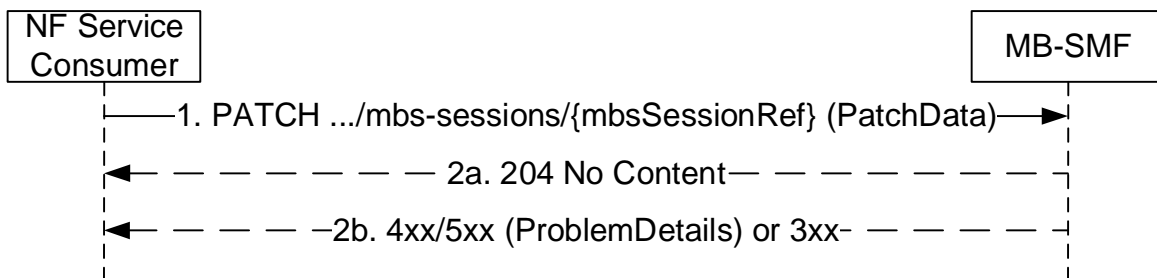 NF Service
Consumer
MB-SMF
1. PATCH .../mbs-sessions/{mbsSessionRef} (PatchData)
2a. 204 No Content
2b. 4xx/5xx (ProblemDetails) or 3xx